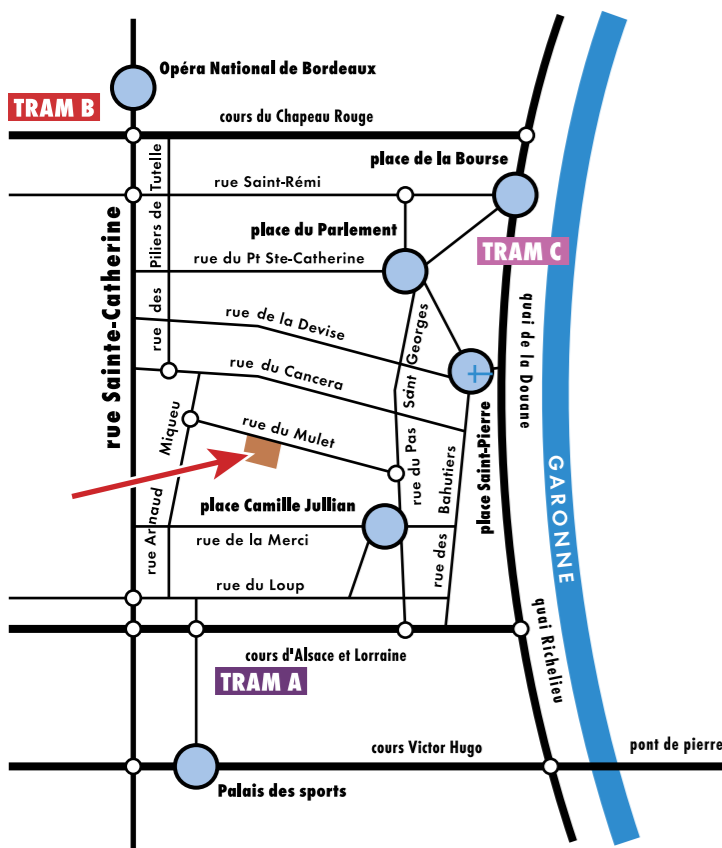 Opéra National de Bordeaux
TRAM B
cours du Chapeau Rouge
place de la Bourse
rue Saint-Rémi
rue des Piliers de Tutelle
place du Parlement
TRAM C
rue du Pt Ste-Catherine
rue Sainte-Catherine
rue de la Devise
rue du Pas Saint Georges
quai de la Douane
rue du Cancera
rue Arnaud Miqueu
rue du Mulet
place Saint-Pierre
rue des Bahutiers
GARONNE
place Camille Jullian
rue de la Merci
rue du Loup
quai Richelieu
cours d'Alsace et Lorraine
TRAM A
cours Victor Hugo
pont de pierre
Palais des sports